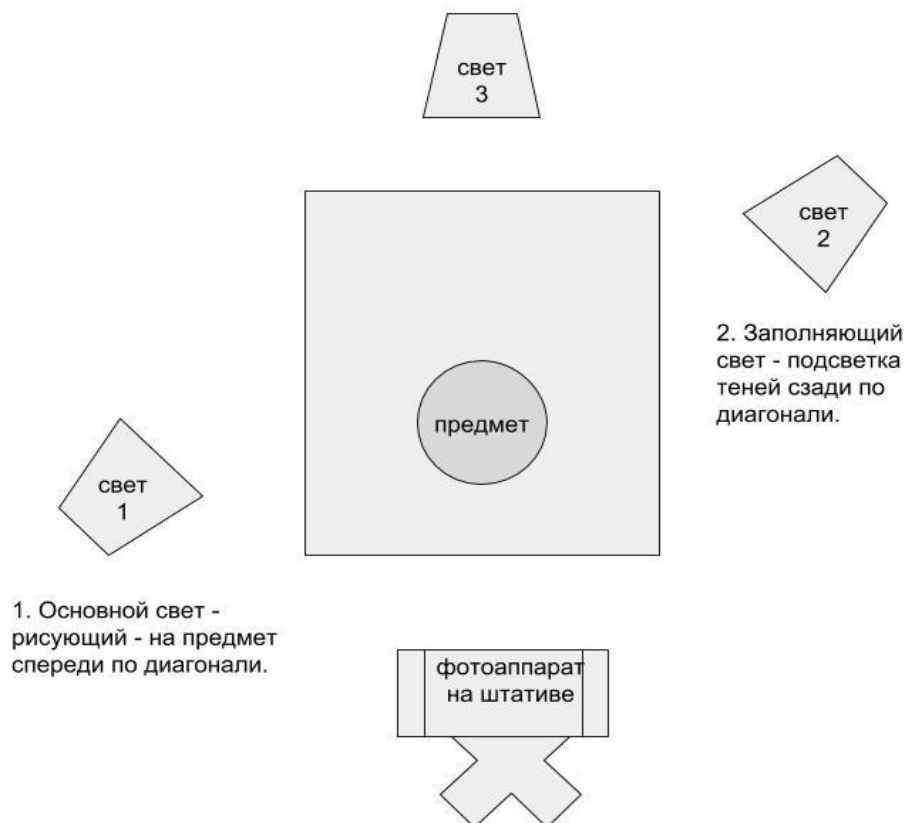 свет
3
свет
2
2. Заполняющий
свет - подсветка
теней сзади по
диагонали.
предмет
свет
1
1. Основной свет -
рисующий - на предмет
спереди по диагонали.
фотоаппарат
на штативе